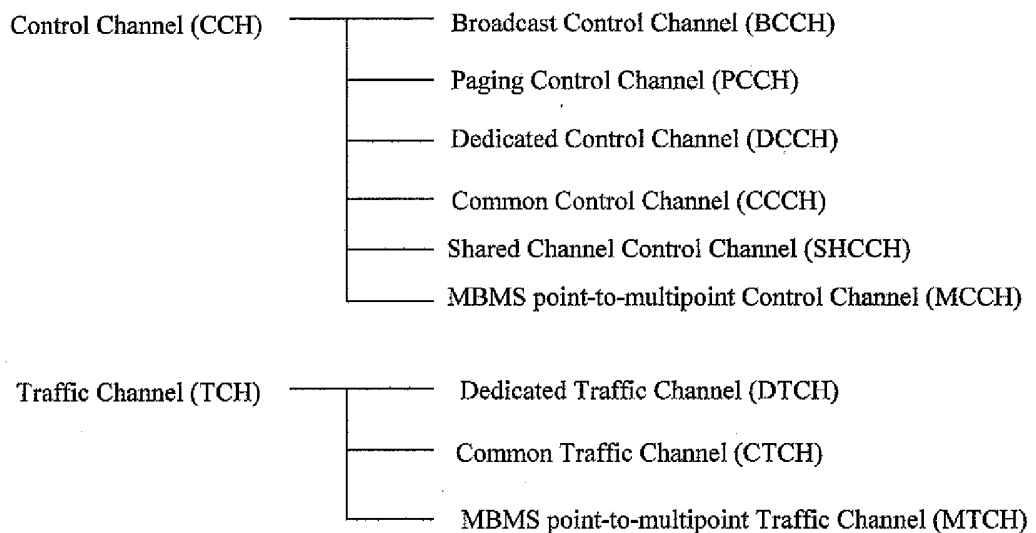 Control Channel (CCH)
Broadcast Control Channel (BCCH)
Paging Control Channel (PCCH)
Dedicated Control Channel (DCCH)
Common Control Channel (CCCH)
Shared Channel Control Channel (SHCCH)
MBMS point-to-multipoint Control Channel (MCCH)
Traffic Channel (TCH)
Dedicated Traffic Channel (DTCH)
Common Traffic Channel (CTCH)
MBMS point-to-multipoint Traffic Channel (MTCH)